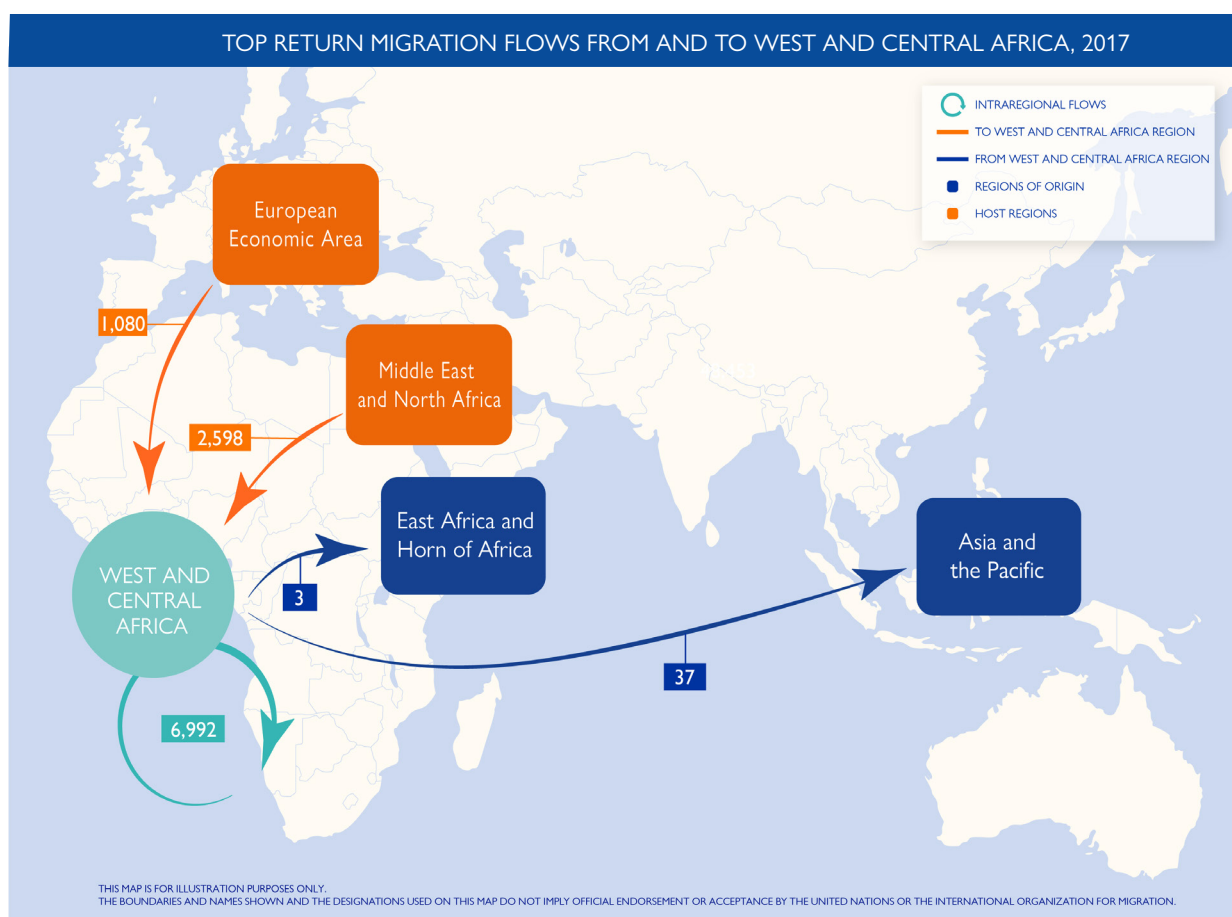 TOP RETURN MIGRATION FLOWS FROM AND TO WEST AND CENTRAL AFRICA, 2017
INTRAREGIONAL FLOWS
TO WEST AND CENTRAL AFRICA REGION
FROM WEST AND CENTRAL AFRICA REGION
REGIONS OF ORIGIN
HOST REGIONS
European
Economic Area
1,080
Middle East
and North Africa
2,598
East Africa and
Horn of Africa
Asia and
the Pacific
WEST AND
CENTRAL
AFRICA
3
37
6,992
THIS MAP IS FOR ILLUSTRATION PURPOSES ONLY.
THE BOUNDARIES AND NAMES SHOWN AND THE DESIGNATIONS USED ON THIS MAP DO NOT IMPLY OFFICIAL ENDORSEMENT OR ACCEPTANCE BY THE UNITED NATIONS OR THE INTERNATIONAL ORGANIZATION FOR MIGRATION.